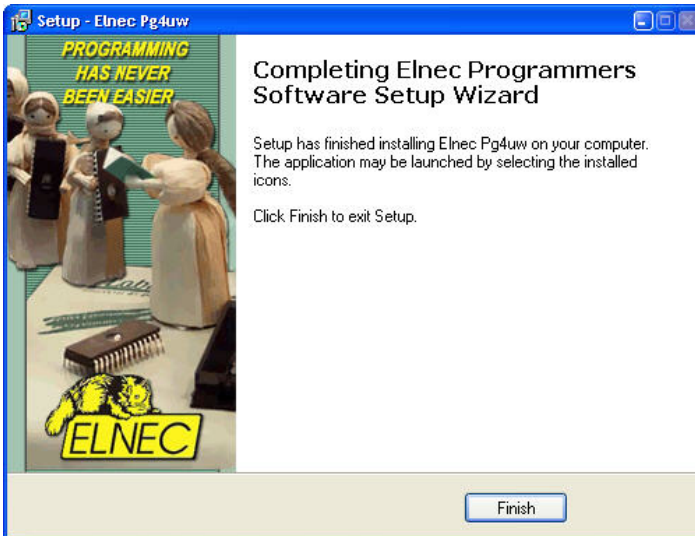 Setup - Elnec Pg4uw
PROGRAMMING
HAS NEVER
BEEN EASIER
Completing Elnec Programmers
Software Setup Wizard
Setup has finished installing Elnec Pg4uw on your computer.
The application may be launched by selecting the installed
icons.
Click Finish to exit Setup.
ELNEC
Finish